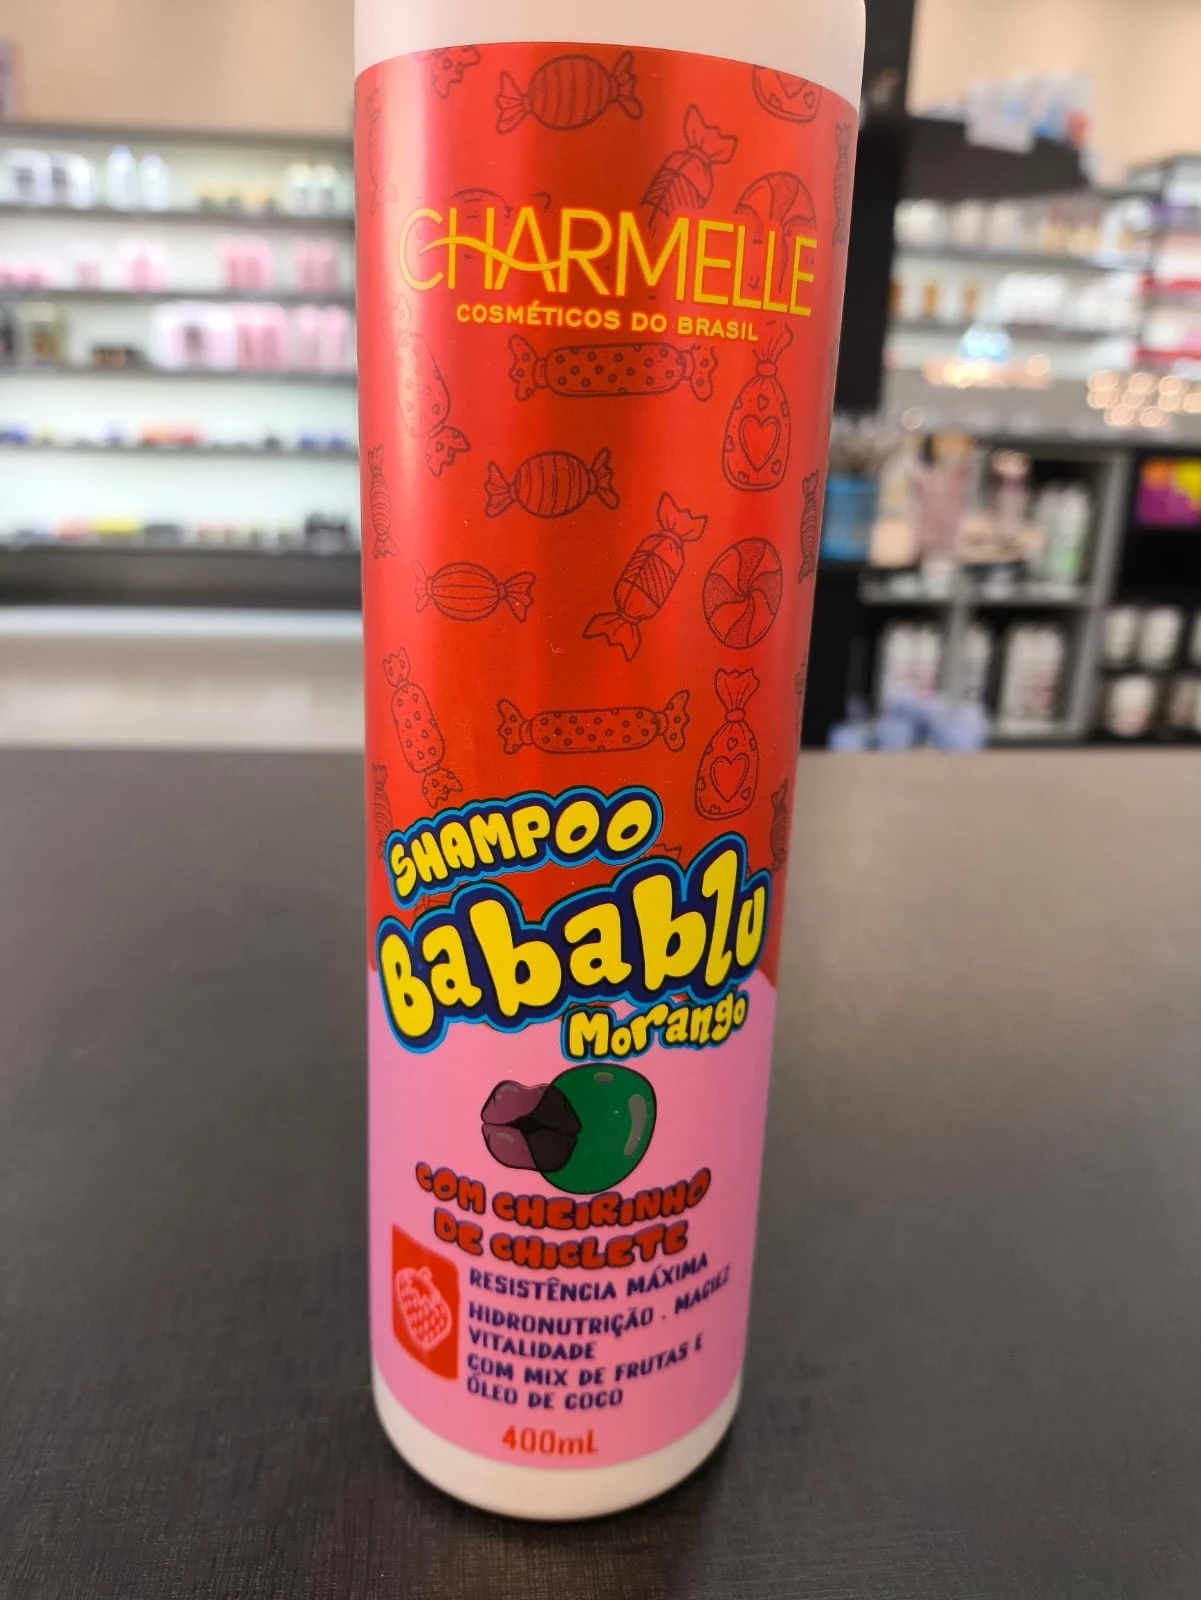 CHARMELLE
COSMÉTICOS DO BRASIL
SHAMPOO
Babablu
Morango
COM CHEIRINHO
DE CHICLETE
RESISTÊNCIA MÁXIMA
HIDRONUTRIÇÃO . MACIEZ
VITALIDADE
COM MIX DE FRUTAS E
ÓLEO DE COCO
400mL